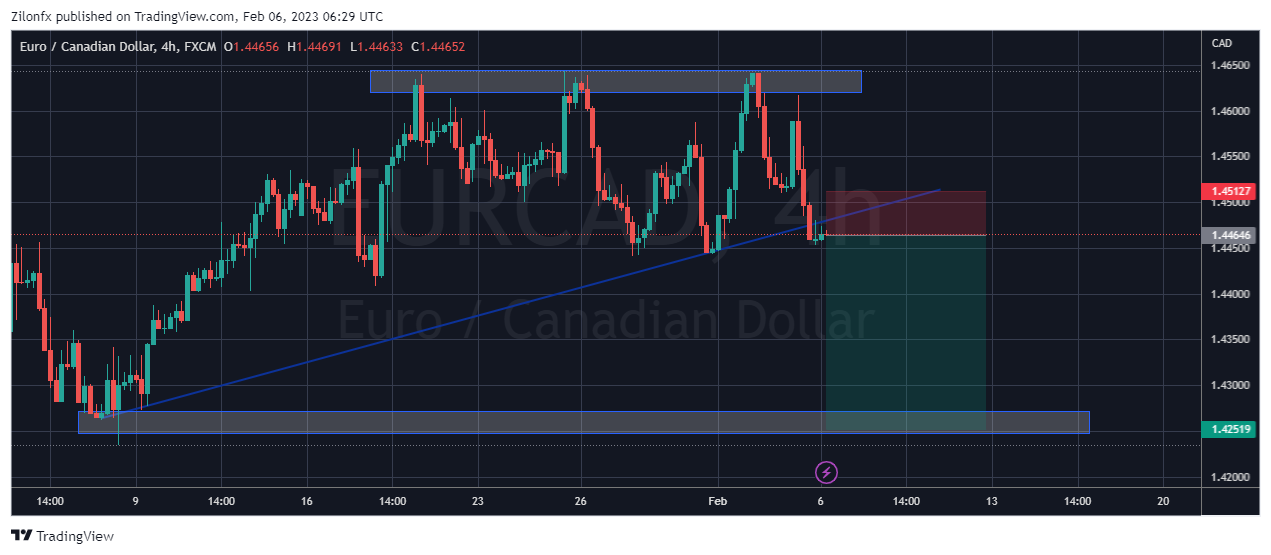 Zilonfx published on TradingView.com, Feb 06, 2023 06:29 UTC
Euro / Canadian Dollar, 4h, FXCM O1.44656 H1.44691 L1.44633 C1.44652
CAD
1.46500
1.46000
1.45500
1.45127
1.45000
1.44646
1.44500
1.44000
1.43500
1.43000
1.42519
1.42000
EURCAD, 4h
Euro / Canadian Dollar
14:00 9 14:00 16 14:00 23 26 Feb 6 14:00 13 14:00 20
TradingView